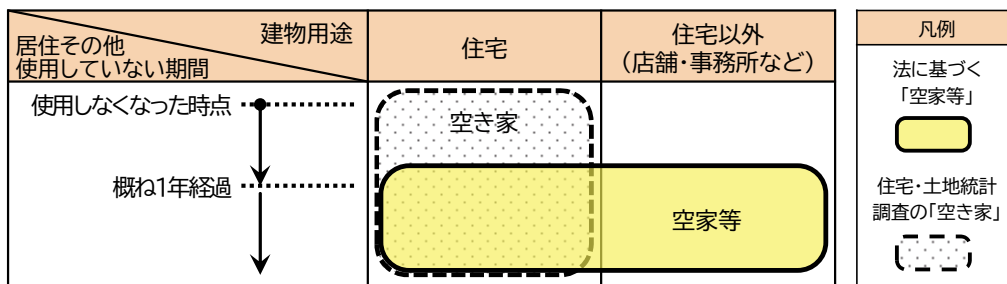 建物用途
居住その他
使用していない期間
住宅
住宅以外
（店舗・事務所など）
使用しなくなった時点
空き家
概ね1年経過
空家等
凡例
法に基づく
「空家等」
住宅・土地統計
調査の「空き家」